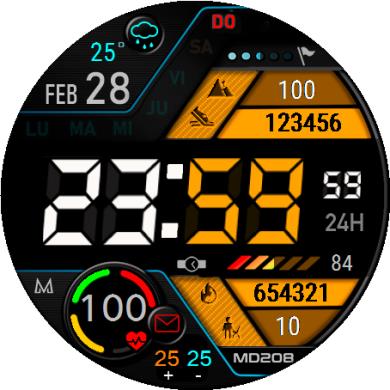 DO
25°
SA
FEB 28
VI
100
JU
123456
LU MA MI
23:59
59
24H
84
654321
100
10
25 25
+ -
MD208